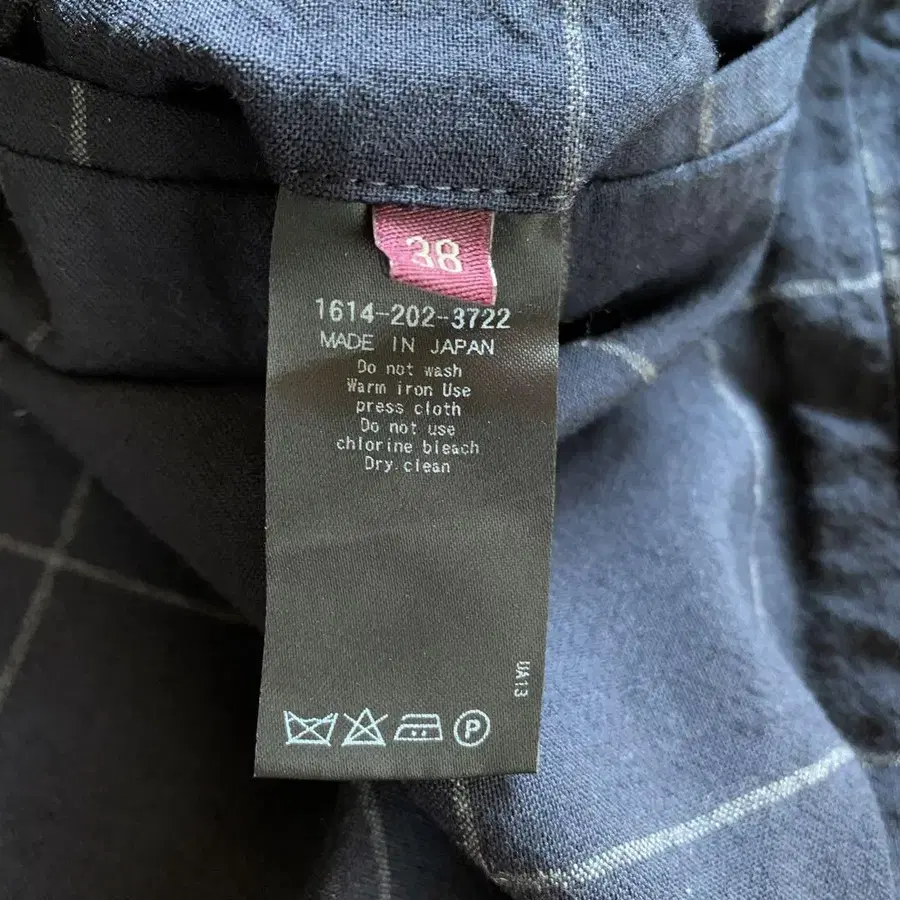 38
1614-202-3722
MADE IN JAPAN
Do not wash
Warm iron Use
press cloth
Do not use
chlorine bleach
Dry clean
UA13
P